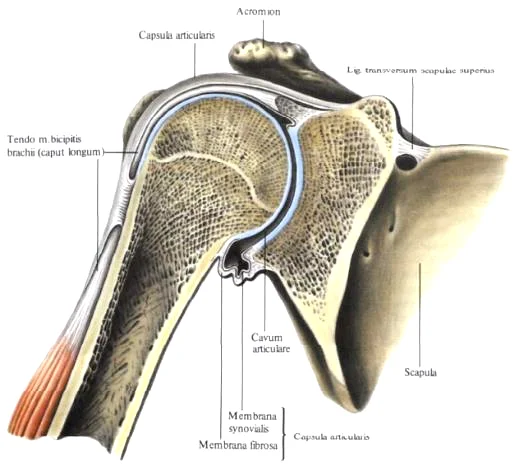 Acromion
Capsula articularis
Lig. transversum scapulae superius
Tendo m. bicipitis
brachii (caput longum)
Cavum
articulare
Scapula
Membrana
synovialis
Membrana fibrosa
Capsula articularis